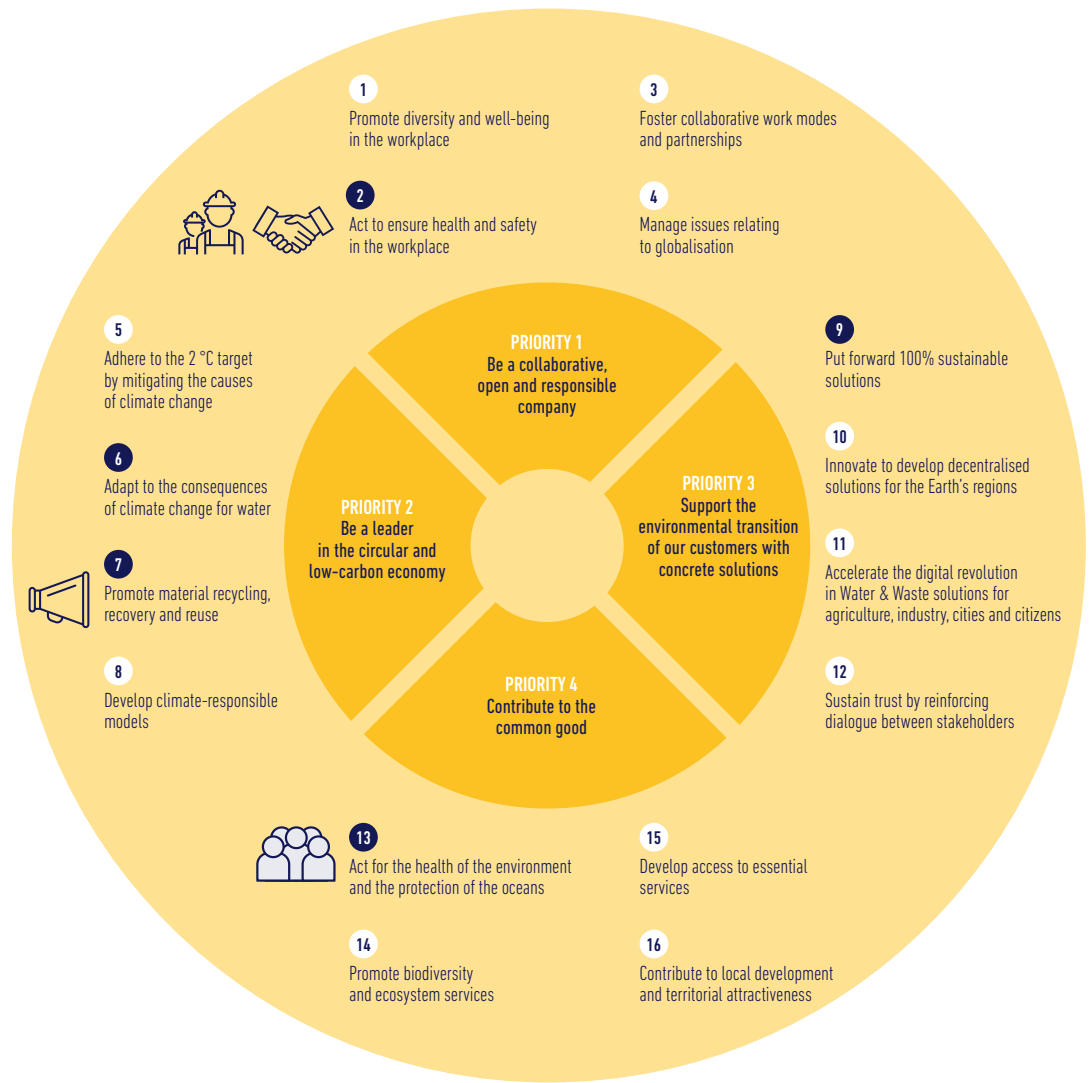 1
Promote diversity and well-being
in the workplace
2
Act to ensure health and safety
in the workplace
3
Foster collaborative work modes
and partnerships
4
Manage issues relating
to globalisation
PRIORITY 1
Be a collaborative,
open and responsible
company
5
Adhere to the 2 °C target
by mitigating the causes
of climate change
6
Adapt to the consequences
of climate change for water
7
Promote material recycling,
recovery and reuse
8
Develop climate-responsible
models
PRIORITY 2
Be a leader
in the circular and
low-carbon economy
PRIORITY 3
Support the
environmental transition
of our customers with
concrete solutions
9
Put forward 100% sustainable
solutions
10
Innovate to develop decentralised
solutions for the Earth's regions
11
Accelerate the digital revolution
in Water & Waste solutions for
agriculture, industry, cities and citizens
12
Sustain trust by reinforcing
dialogue between stakeholders
PRIORITY 4
Contribute to the
common good
13
Act for the health of the environment
and the protection of the oceans
14
Promote biodiversity
and ecosystem services
15
Develop access to essential
services
16
Contribute to local development
and territorial attractiveness